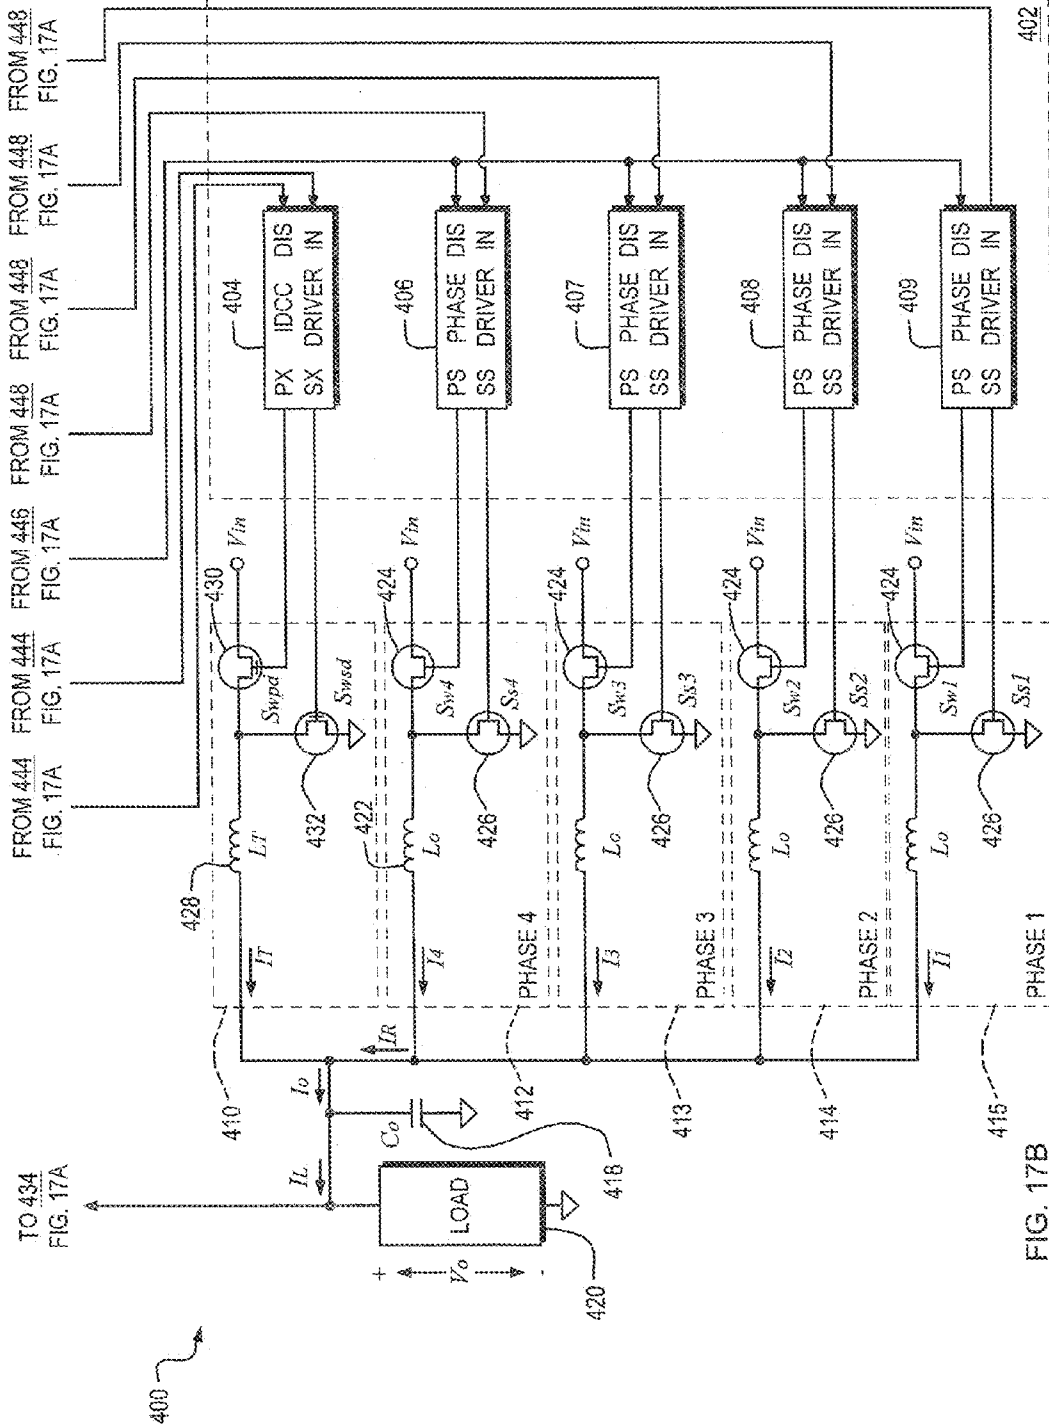 400
TO 434
FIG. 17A
FROM 444
FIG. 17A
FROM 444
FIG. 17A
FROM 446
FIG. 17A
FROM 448
FIG. 17A
FROM 448
FIG. 17A
FROM 448
FIG. 17A
FROM 448
FIG. 17A
402
410
428
IT
LT
Swpd
430
Vin
432
Swsd
404
PX IDCC DIS
SX DRIVER IN
IL
Io
IR
Co
418
+
Vo
-
LOAD
420
412
PHASE 4
I4
422
Lo
Sw4
424
Vin
426
Ss4
406
PS PHASE DIS
SS DRIVER IN
413
PHASE 3
I3
Lo
Sw3
424
Vin
426
Ss3
407
PS PHASE DIS
SS DRIVER IN
414
PHASE 2
I2
Lo
Sw2
424
Vin
426
Ss2
408
PS PHASE DIS
SS DRIVER IN
415
PHASE 1
I1
Lo
Sw1
424
Vin
426
Ss1
409
PS PHASE DIS
SS DRIVER IN
FIG. 17B